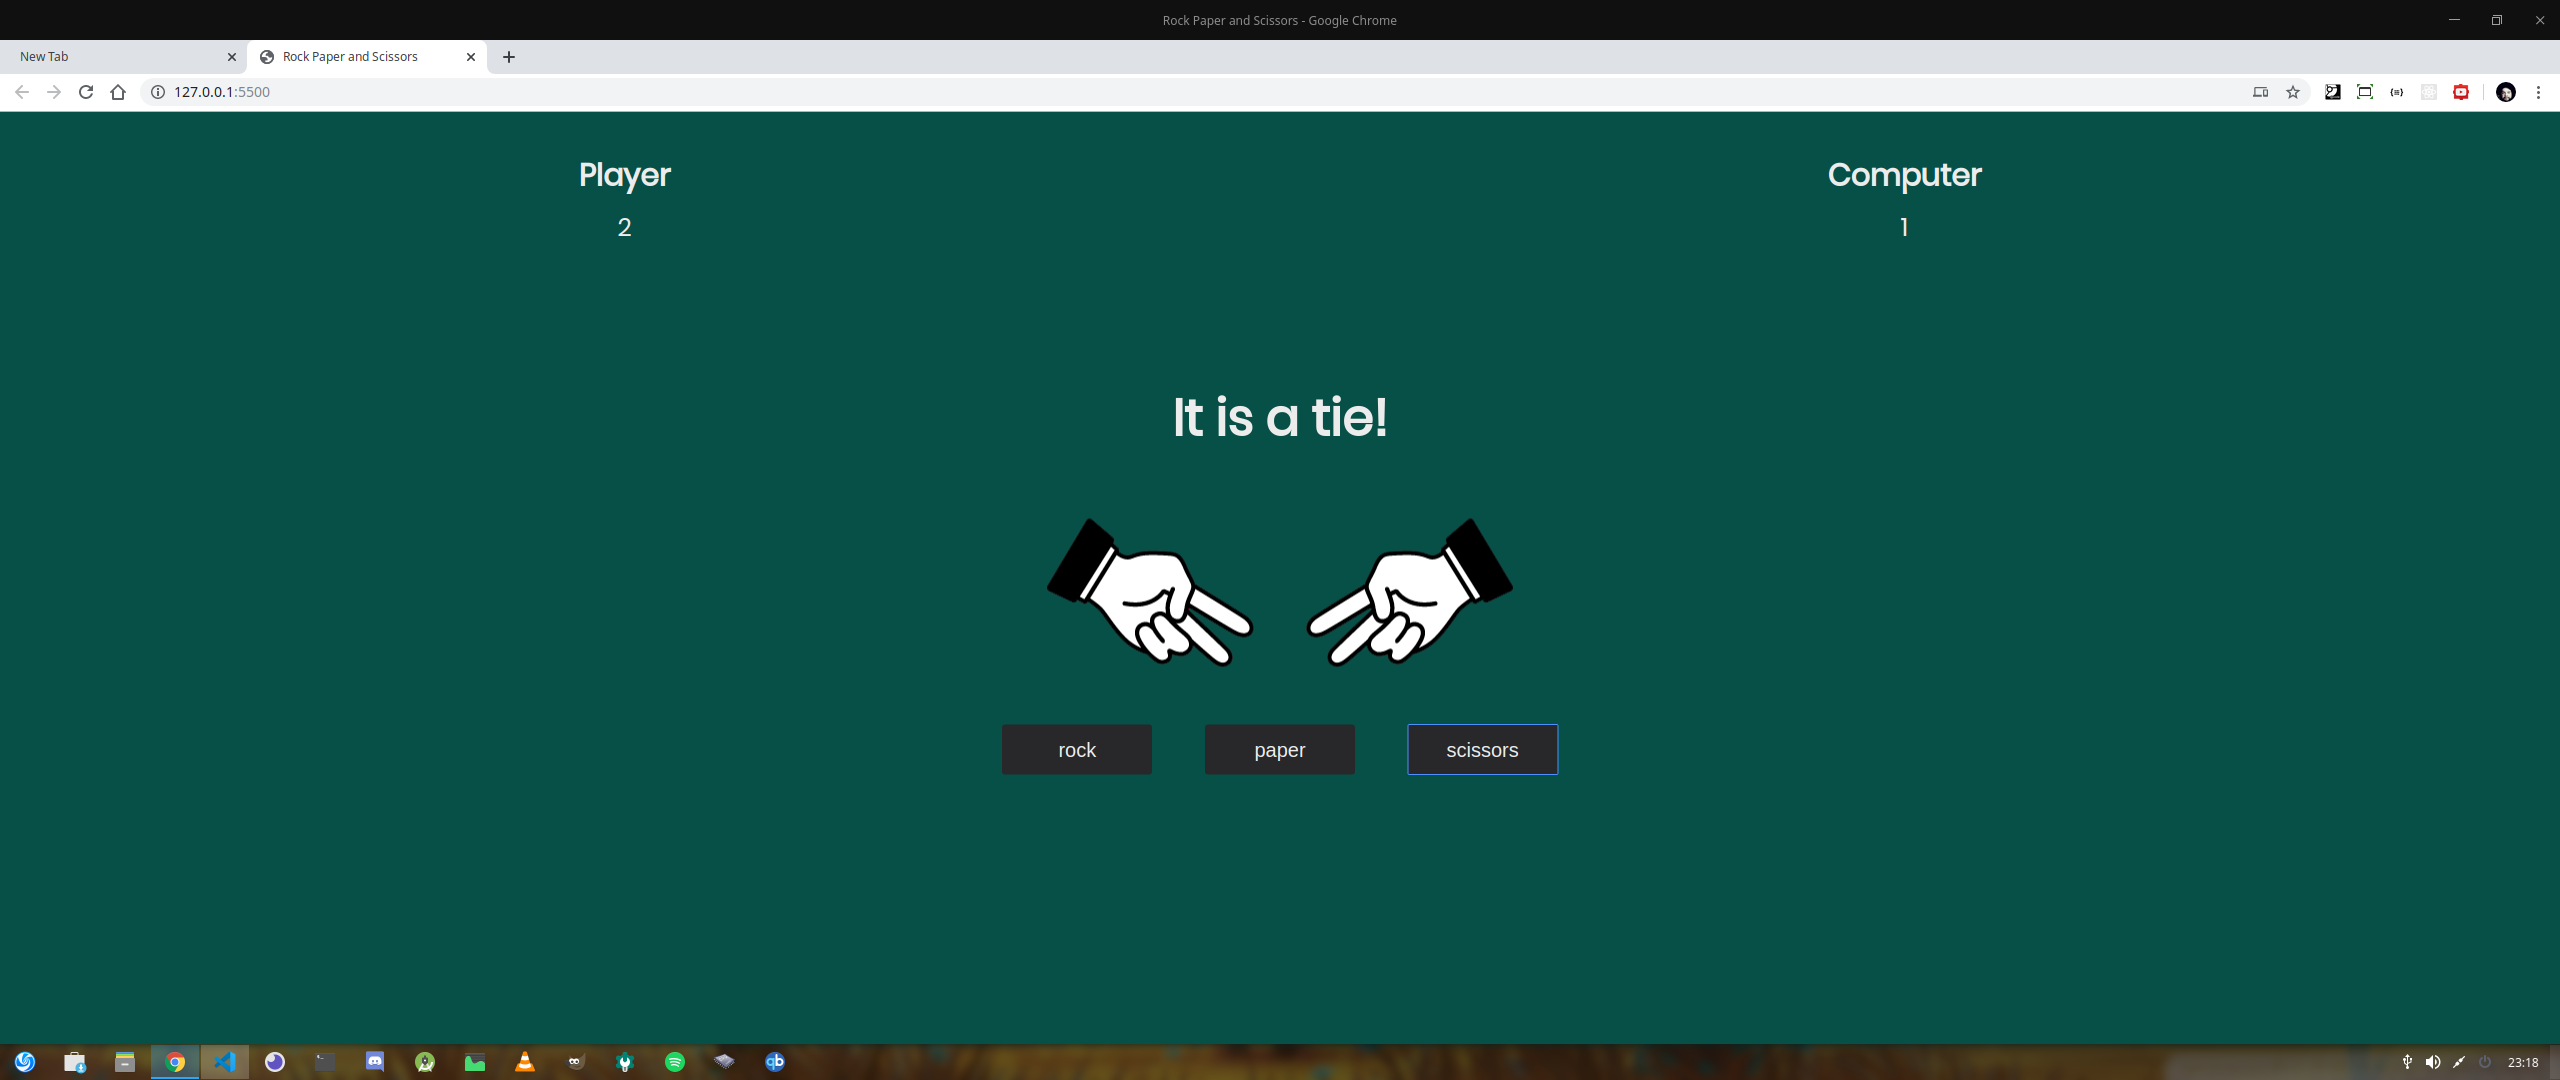 Rock Paper and Scissors - Google Chrome
New Tab
Rock Paper and Scissors
127.0.0.1:5500
Player
Computer
2
1
It is a tie!
rock
paper
scissors
qb
23:18